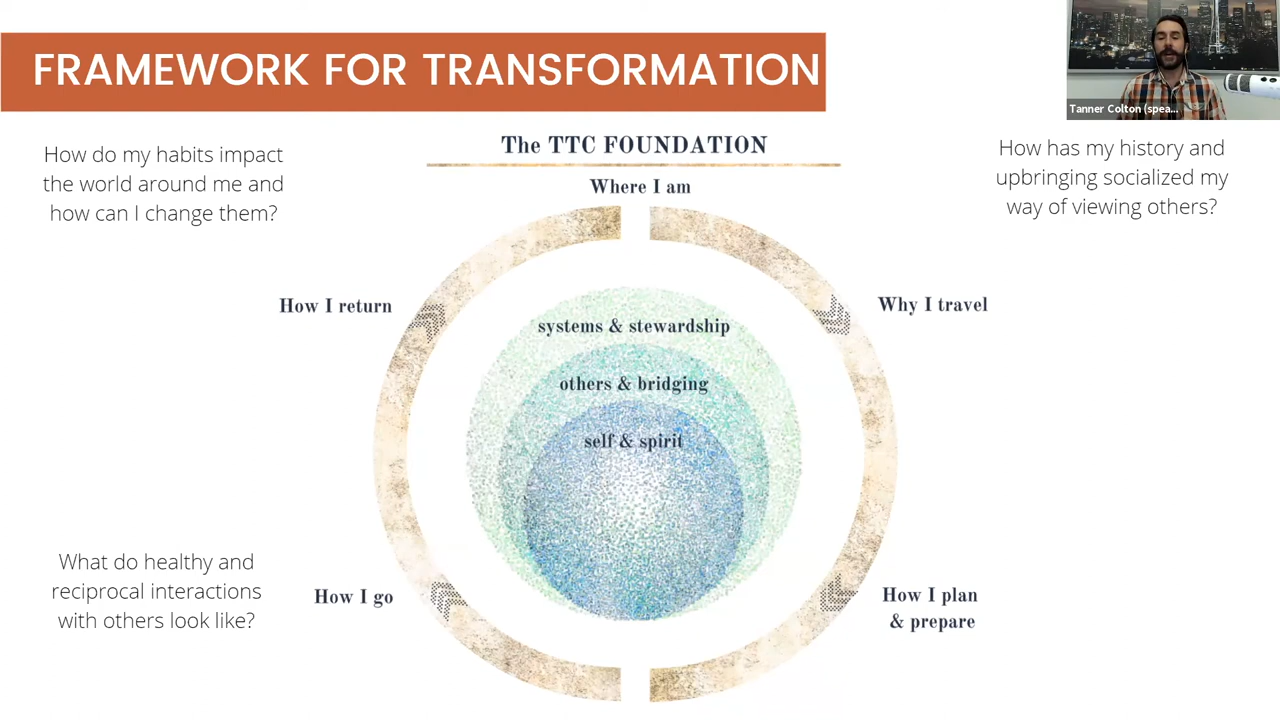 FRAMEWORK FOR TRANSFORMATION
Tanner Colton (spea...
How do my habits impact
the world around me and
how can I change them?
The TTC FOUNDATION
Where I am
How has my history and
upbringing socialized my
way of viewing others?
How I return
Why I travel
systems & stewardship
others & bridging
self & spirit
What do healthy and
reciprocal interactions
with others look like?
How I go
How I plan
& prepare